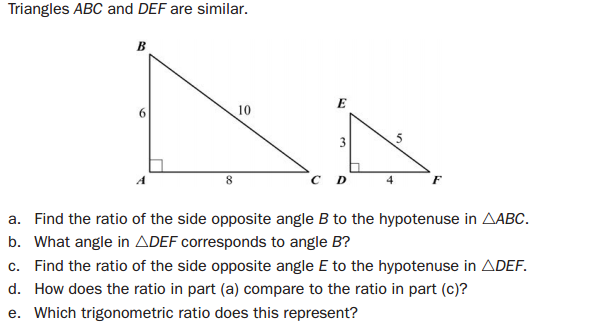 Triangles ABC and DEF are similar.
B
6
10
A
8
C
E
3
5
D
4
F
a. Find the ratio of the side opposite angle B to the hypotenuse in △ABC.
b. What angle in △DEF corresponds to angle B?
c. Find the ratio of the side opposite angle E to the hypotenuse in △DEF.
d. How does the ratio in part (a) compare to the ratio in part (c)?
e. Which trigonometric ratio does this represent?